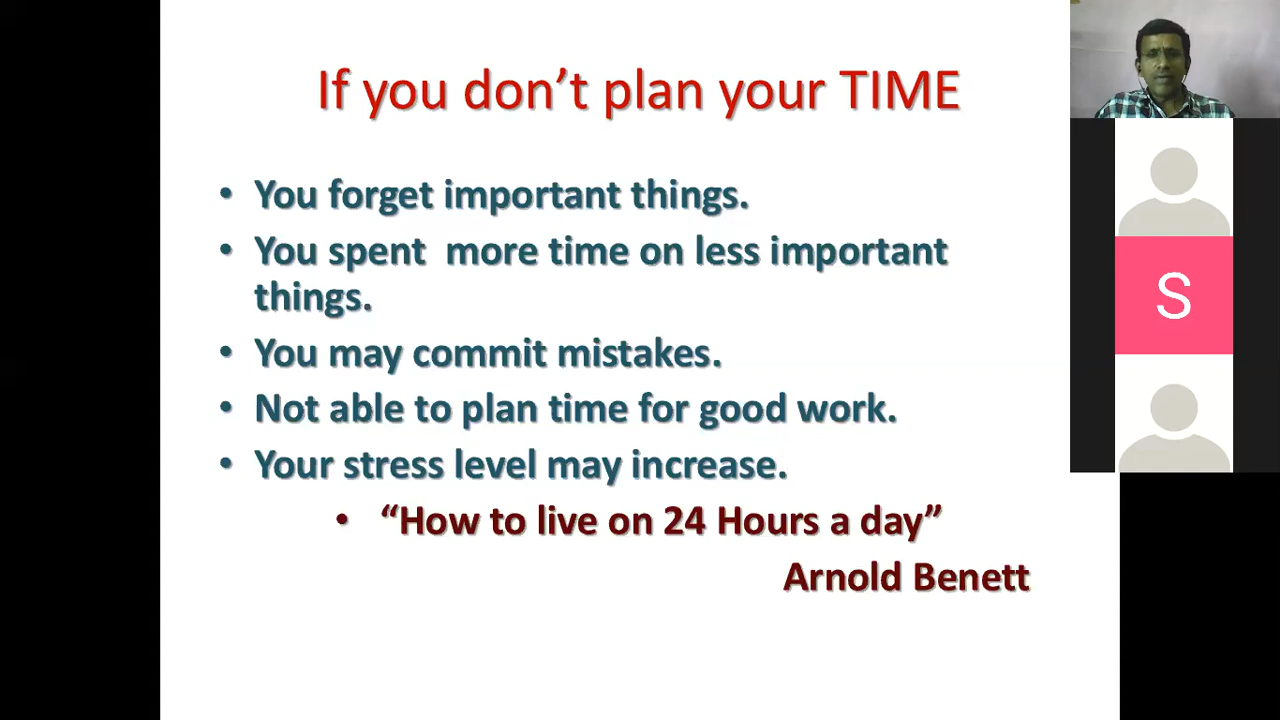 If you don’t plan your TIME
• You forget important things.
• You spent more time on less important
things.
• You may commit mistakes.
• Not able to plan time for good work.
• Your stress level may increase.
• “How to live on 24 Hours a day”
Arnold Benett
S